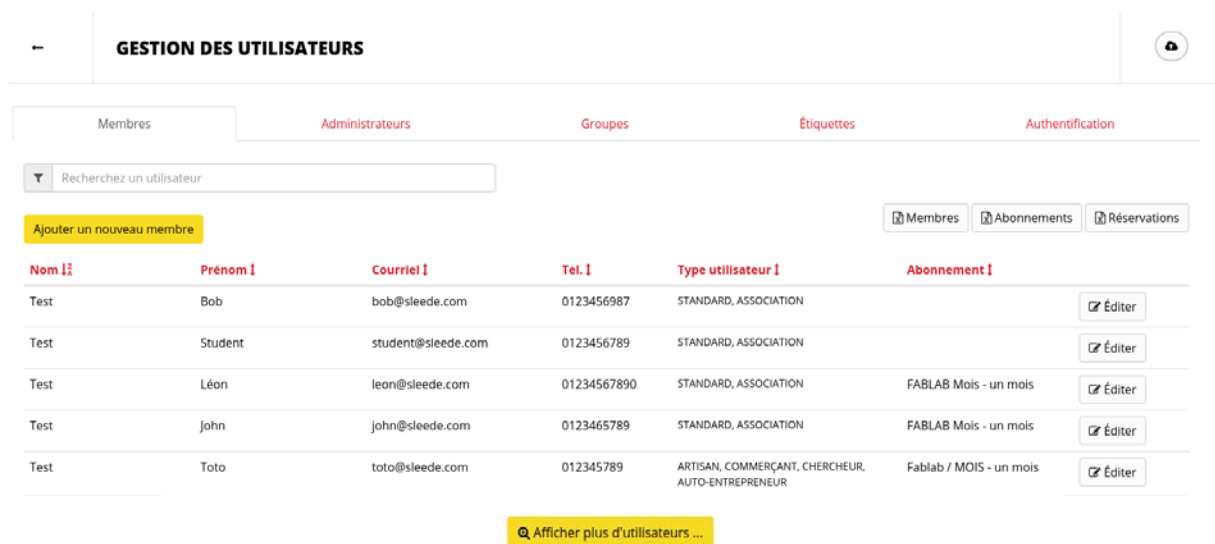 GESTION DES UTILISATEURS
Membres Administrateurs Groupes Étiquettes Authentification
Recherchez un utilisateur
Membres Abonnements Réservations
Ajouter un nouveau membre
Nom Prénom Courriel Tel. Type utilisateur Abonnement
Test Bob bob@sleede.com 0123456987 STANDARD, ASSOCIATION Éditer
Test Student student@sleede.com 0123456789 STANDARD, ASSOCIATION Éditer
Test Léon leon@sleede.com 01234567890 STANDARD, ASSOCIATION FABLAB Mois - un mois Éditer
Test John john@sleede.com 0123465789 STANDARD, ASSOCIATION FABLAB Mois - un mois Éditer
Test Toto toto@sleede.com 012345789 ARTISAN, COMMERÇANT, CHERCHEUR, Fablab / MOIS - un mois Éditer
AUTO-ENTREPRENEUR
Afficher plus d'utilisateurs ...